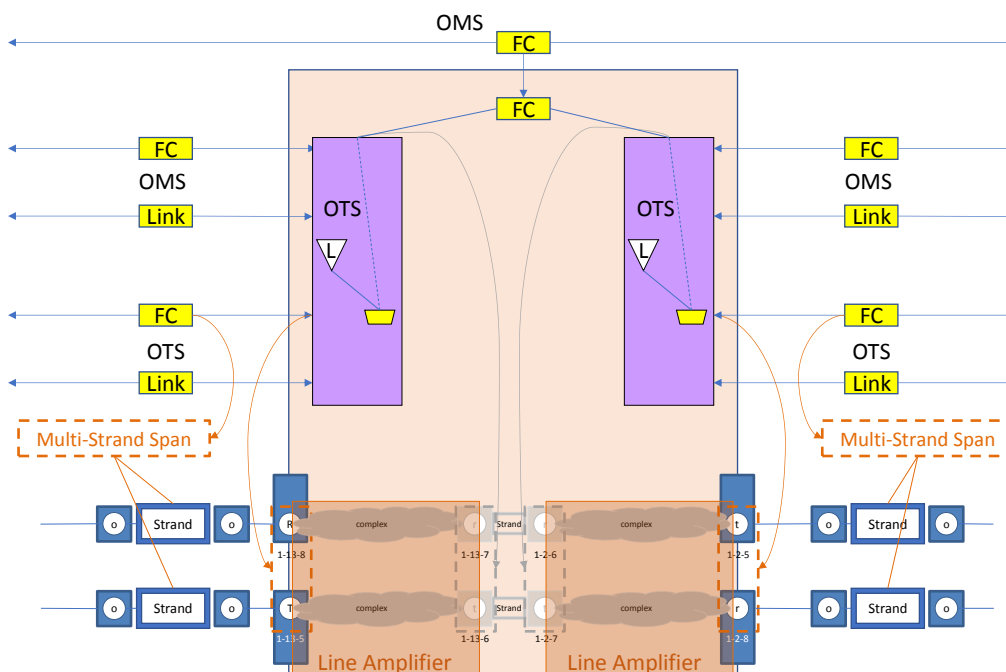 OMS
FC
FC
FC
FC
OMS
OMS
Link
Link
OTS
OTS
L
L
FC
FC
OTS
OTS
Link
Link
Multi-Strand Span
Multi-Strand Span
o
Strand
o
R
complex
r
Strand
complex
t
o
Strand
o
1-13-8
1-13-7
1-2-6
1-2-5
o
Strand
o
T
complex
t
Strand
complex
r
o
Strand
o
1-13-5
1-13-6
1-2-7
1-2-8
Line Amplifier
Line Amplifier